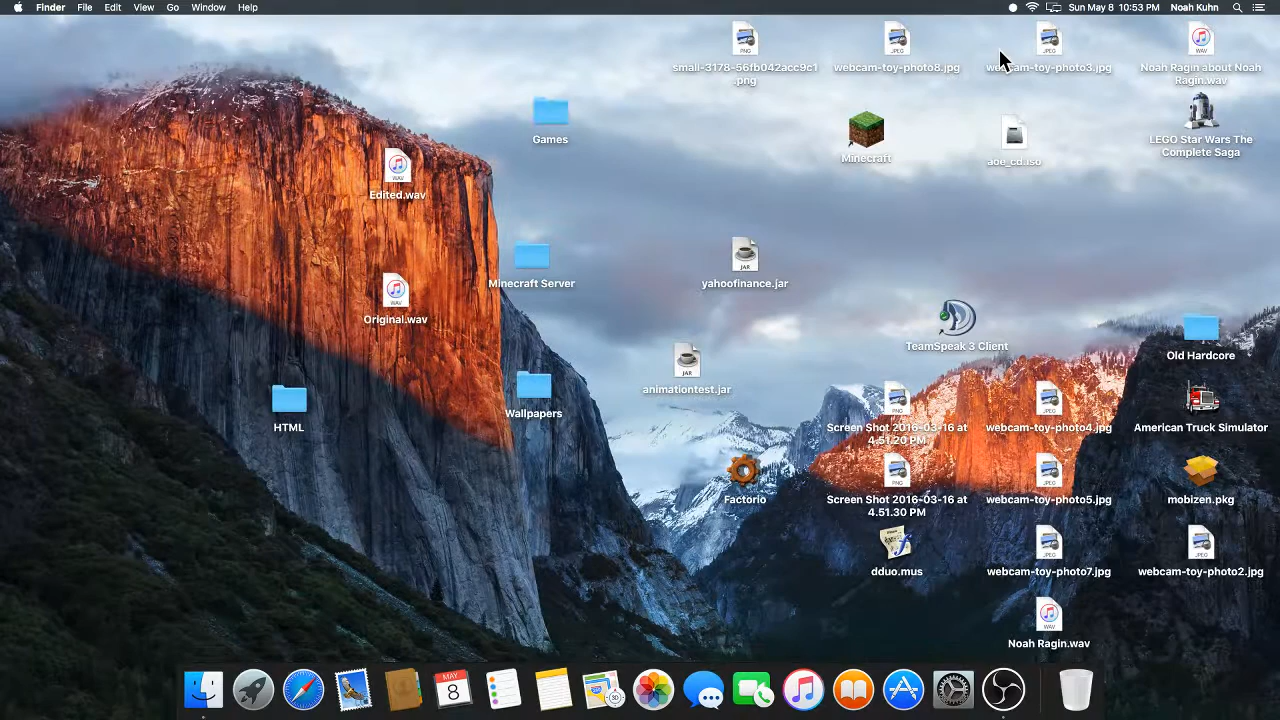 Finder File Edit View Go Window Help
Sun May 8 10:53 PM Noah Kuhn
small-3178-56fb042acc9c1
.png
webcam-toy-photo8.jpg
webcam-toy-photo3.jpg
Noah Ragin about Noah
Ragin.wav
Games
Minecraft
aoe_cd.iso
LEGO Star Wars The
Complete Saga
Edited.wav
Minecraft Server
yahoofinance.jar
Original.wav
TeamSpeak 3 Client
Old Hardcore
animationtest.jar
HTML
Wallpapers
Screen Shot 2016-03-16 at
4.51.20 PM
webcam-toy-photo4.jpg
American Truck Simulator
Factorio
Screen Shot 2016-03-16 at
4.51.30 PM
webcam-toy-photo5.jpg
mobizen.pkg
dduo.mus
webcam-toy-photo7.jpg
webcam-toy-photo2.jpg
Noah Ragin.wav
WAV
JAR
PNG
JPEG
MAY
8